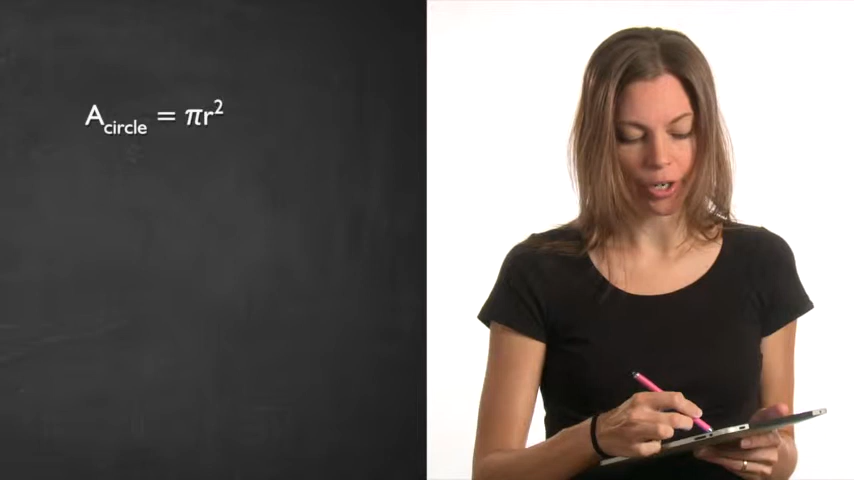 A_circle = πr²